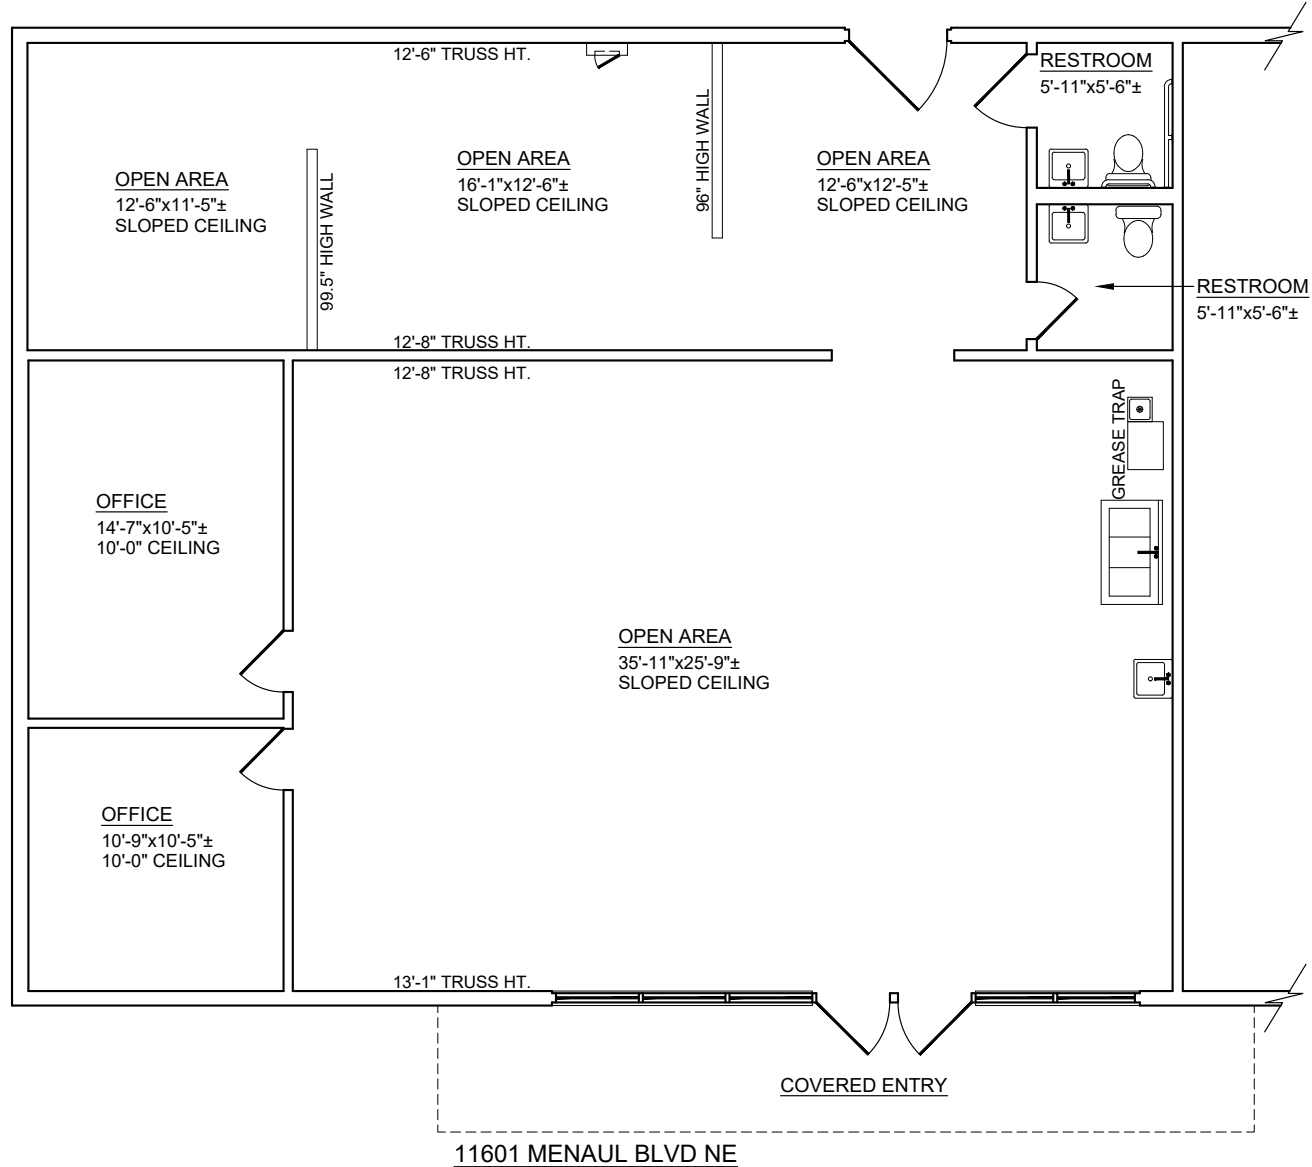 12'-6" TRUSS HT.
RESTROOM
5'-11"x5'-6"±
OPEN AREA
12'-6"x11'-5"±
SLOPED CEILING
99.5" HIGH WALL
OPEN AREA
16'-1"x12'-6"±
SLOPED CEILING
96" HIGH WALL
OPEN AREA
12'-6"x12'-5"±
SLOPED CEILING
RESTROOM
5'-11"x5'-6"±
12'-8" TRUSS HT.
12'-8" TRUSS HT.
GREASE TRAP
OFFICE
14'-7"x10'-5"±
10'-0" CEILING
OPEN AREA
35'-11"x25'-9"±
SLOPED CEILING
OFFICE
10'-9"x10'-5"±
10'-0" CEILING
13'-1" TRUSS HT.
COVERED ENTRY
11601 MENAUL BLVD NE